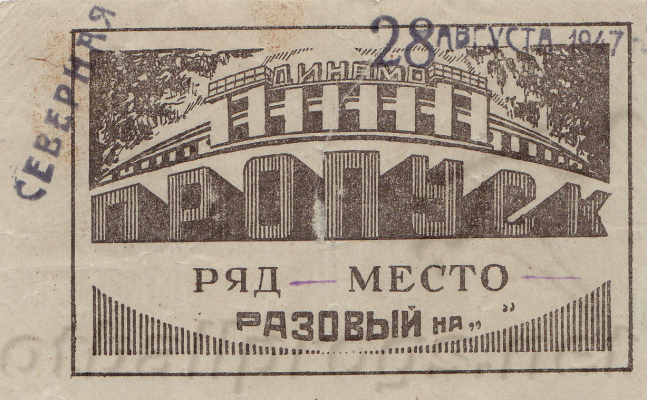 28 АВГУСТА 1947
СЕВЕРНАЯ
ДИНАМО
ПРОПУСК
РЯД — МЕСТО —
РАЗОВЫЙ НА „ "